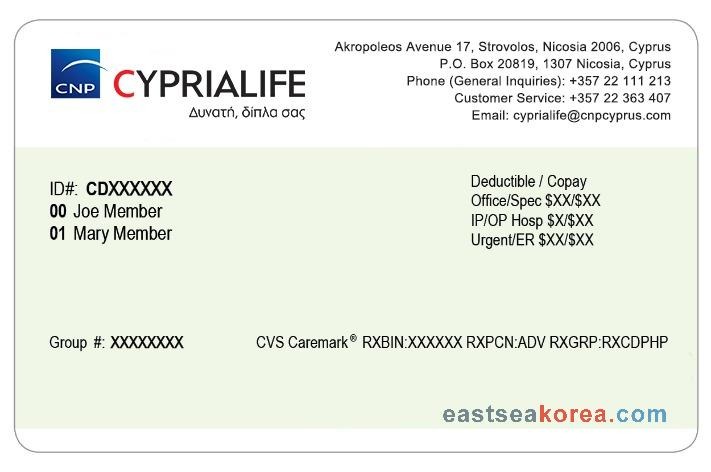 CNP
CYPRIALIFE
Δυνατή, δίπλα σας
Akropoleos Avenue 17, Strovolos, Nicosia 2006, Cyprus
P.O. Box 20819, 1307 Nicosia, Cyprus
Phone (General Inquiries): +357 22 111 213
Customer Service: +357 22 363 407
Email: cyprialife@cnpcyprus.com
ID#: CDXXXXXX
00 Joe Member
01 Mary Member
Deductible / Copay
Office/Spec $XX/$XX
IP/OP Hosp $X/$XX
Urgent/ER $XX/$XX
Group #: XXXXXXXX
CVS Caremark® RXBIN:XXXXXX RXPCN:ADV RXGRP:RXCDPHP
eastseakorea.com